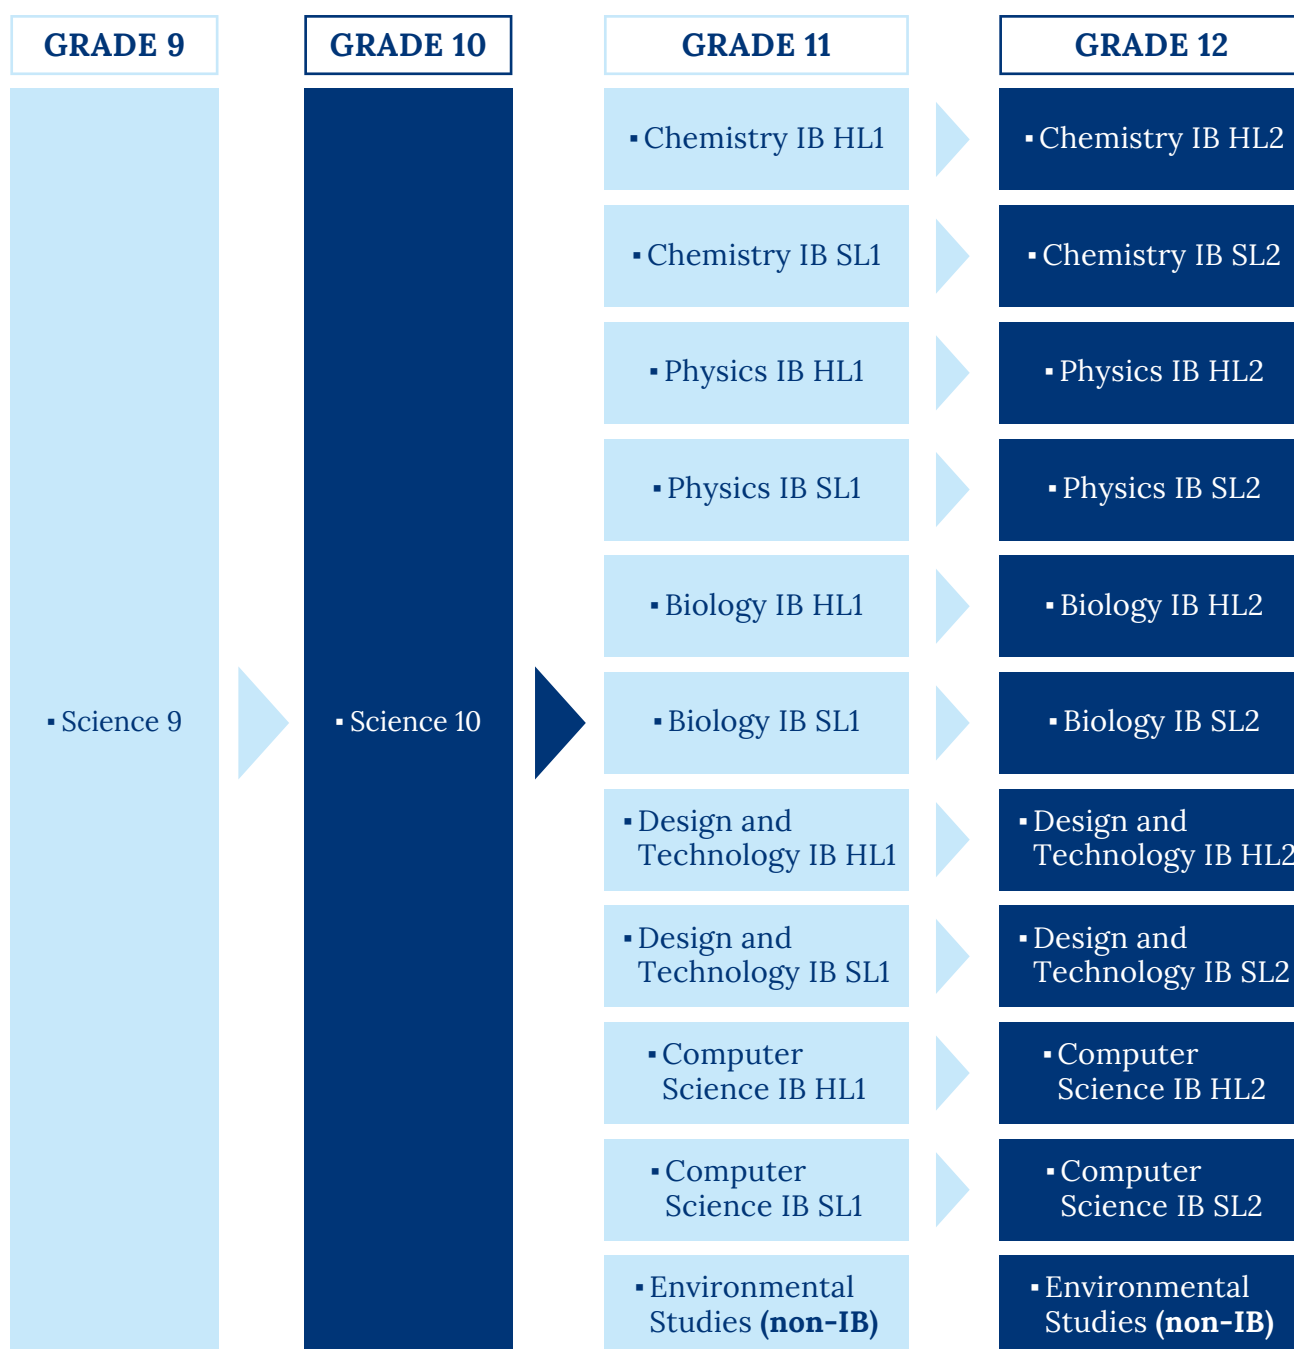 GRADE 9
GRADE 10
GRADE 11
GRADE 12
▪ Science 9
▪ Science 10
▪ Chemistry IB HL1
▪ Chemistry IB HL2
▪ Chemistry IB SL1
▪ Chemistry IB SL2
▪ Physics IB HL1
▪ Physics IB HL2
▪ Physics IB SL1
▪ Physics IB SL2
▪ Biology IB HL1
▪ Biology IB HL2
▪ Biology IB SL1
▪ Biology IB SL2
▪ Design and
Technology IB HL1
▪ Design and
Technology IB HL2
▪ Design and
Technology IB SL1
▪ Design and
Technology IB SL2
▪ Computer
Science IB HL1
▪ Computer
Science IB HL2
▪ Computer
Science IB SL1
▪ Computer
Science IB SL2
▪ Environmental
Studies (non-IB)
▪ Environmental
Studies (non-IB)